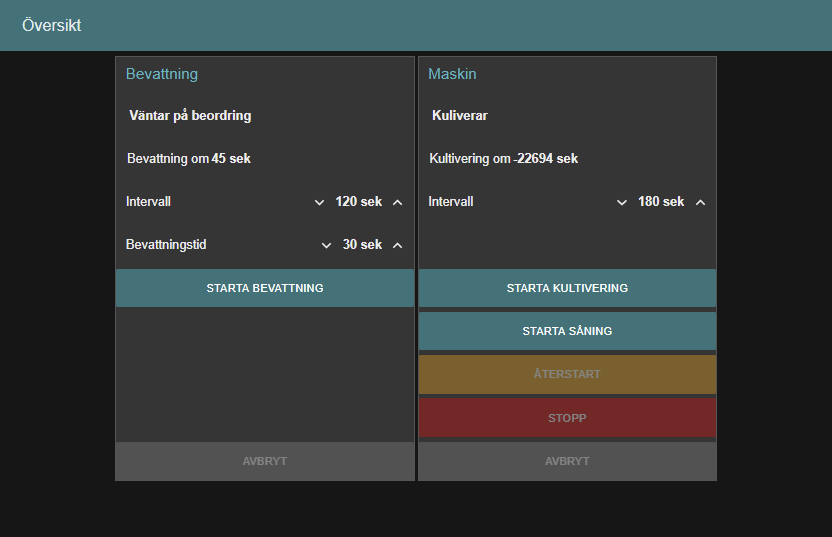 Översikt
Bevattning
Väntar på beordring
Bevattning om 45 sek
Intervall 120 sek
Bevattningstid 30 sek
STARTA BEVATTNING
AVBRYT
Maskin
Kuliverar
Kultivering om -22694 sek
Intervall 180 sek
STARTA KULTIVERING
STARTA SÅNING
ÅTERSTART
STOPP
AVBRYT